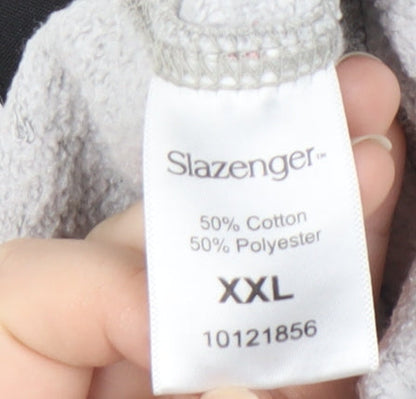 Slazenger™
50% Cotton
50% Polyester
XXL
10121856